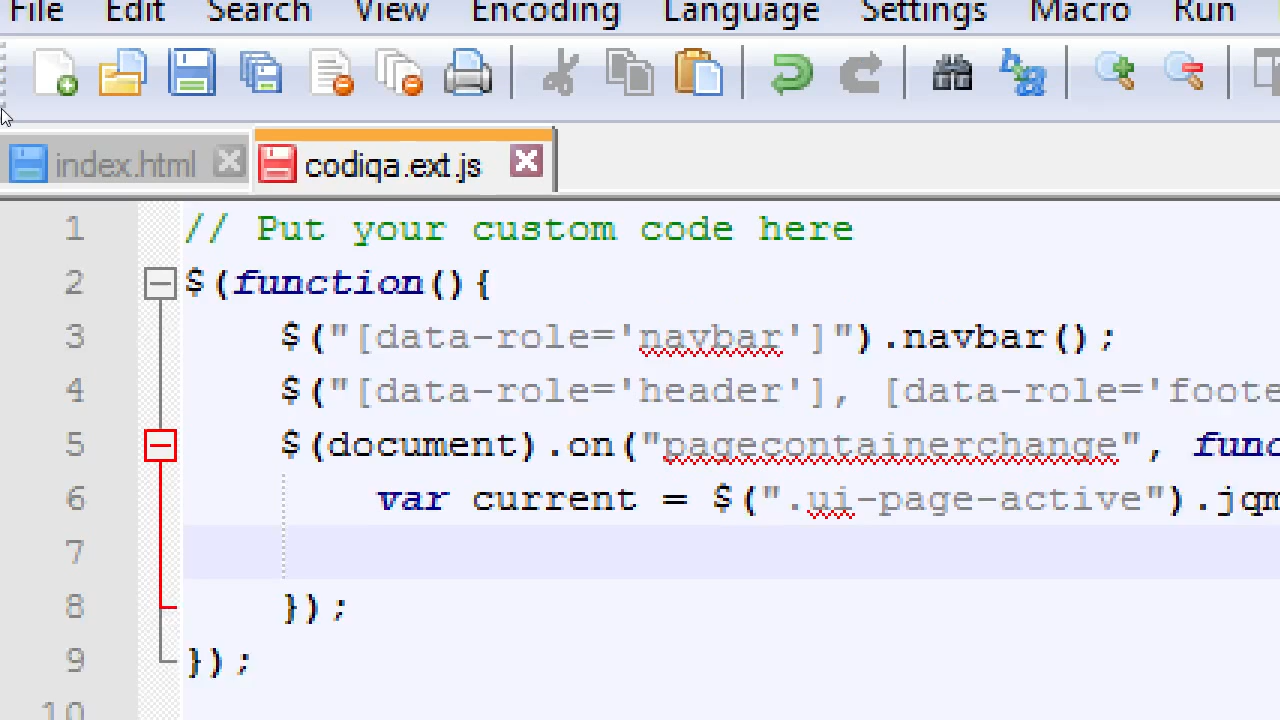 File Edit Search View Encoding Language Settings Macro Run
index.html codiqa.ext.js
1 // Put your custom code here
2 $(function(){
3 $("[data-role='navbar']").navbar();
4 $("[data-role='header'], [data-role='foote
5 $(document).on("pagecontainerchange", func
6 var current = $(".ui-page-active").jqm
7
8 });
9 });
10